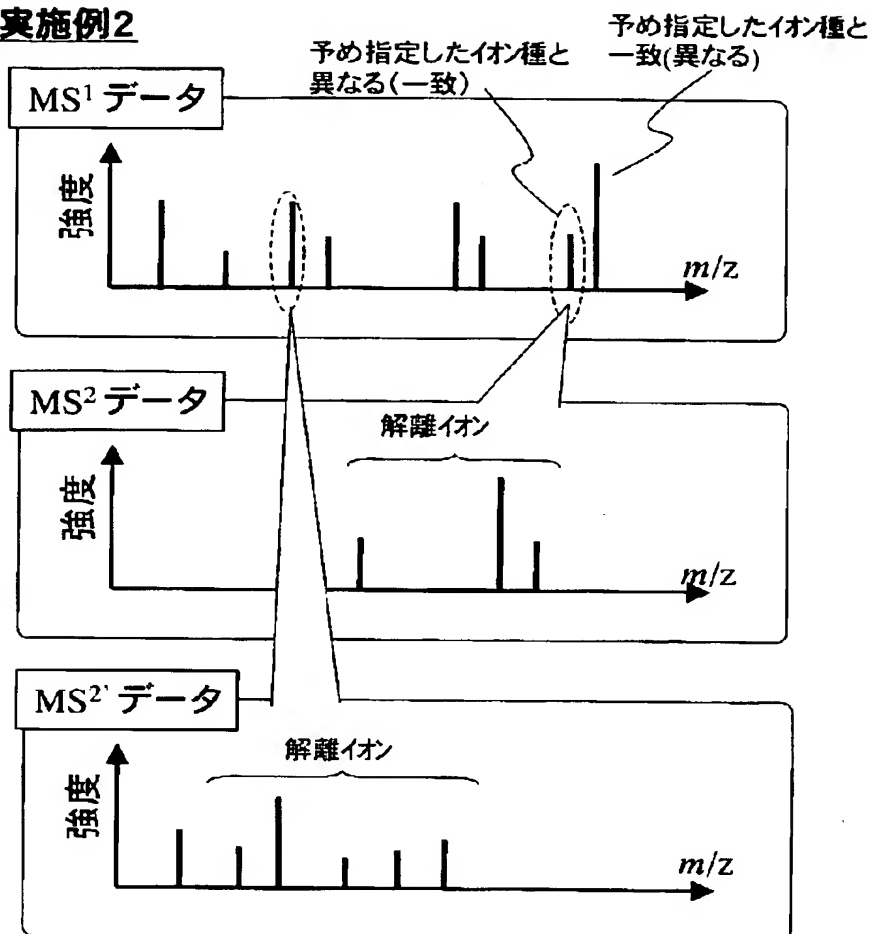 実施例2
予め指定したイオン種と
異なる(一致)
予め指定したイオン種と
一致(異なる)
MS¹ データ
強度
m/z
MS² データ
解離イオン
強度
m/z
MS²' データ
解離イオン
強度
m/z